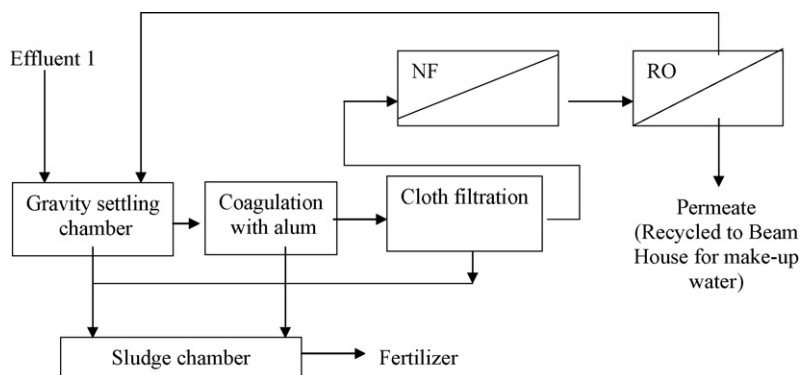 Effluent 1
NF
RO
Gravity settling
chamber
Coagulation
with alum
Cloth filtration
Permeate
(Recycled to Beam
House for make-up
water)
Sludge chamber
Fertilizer